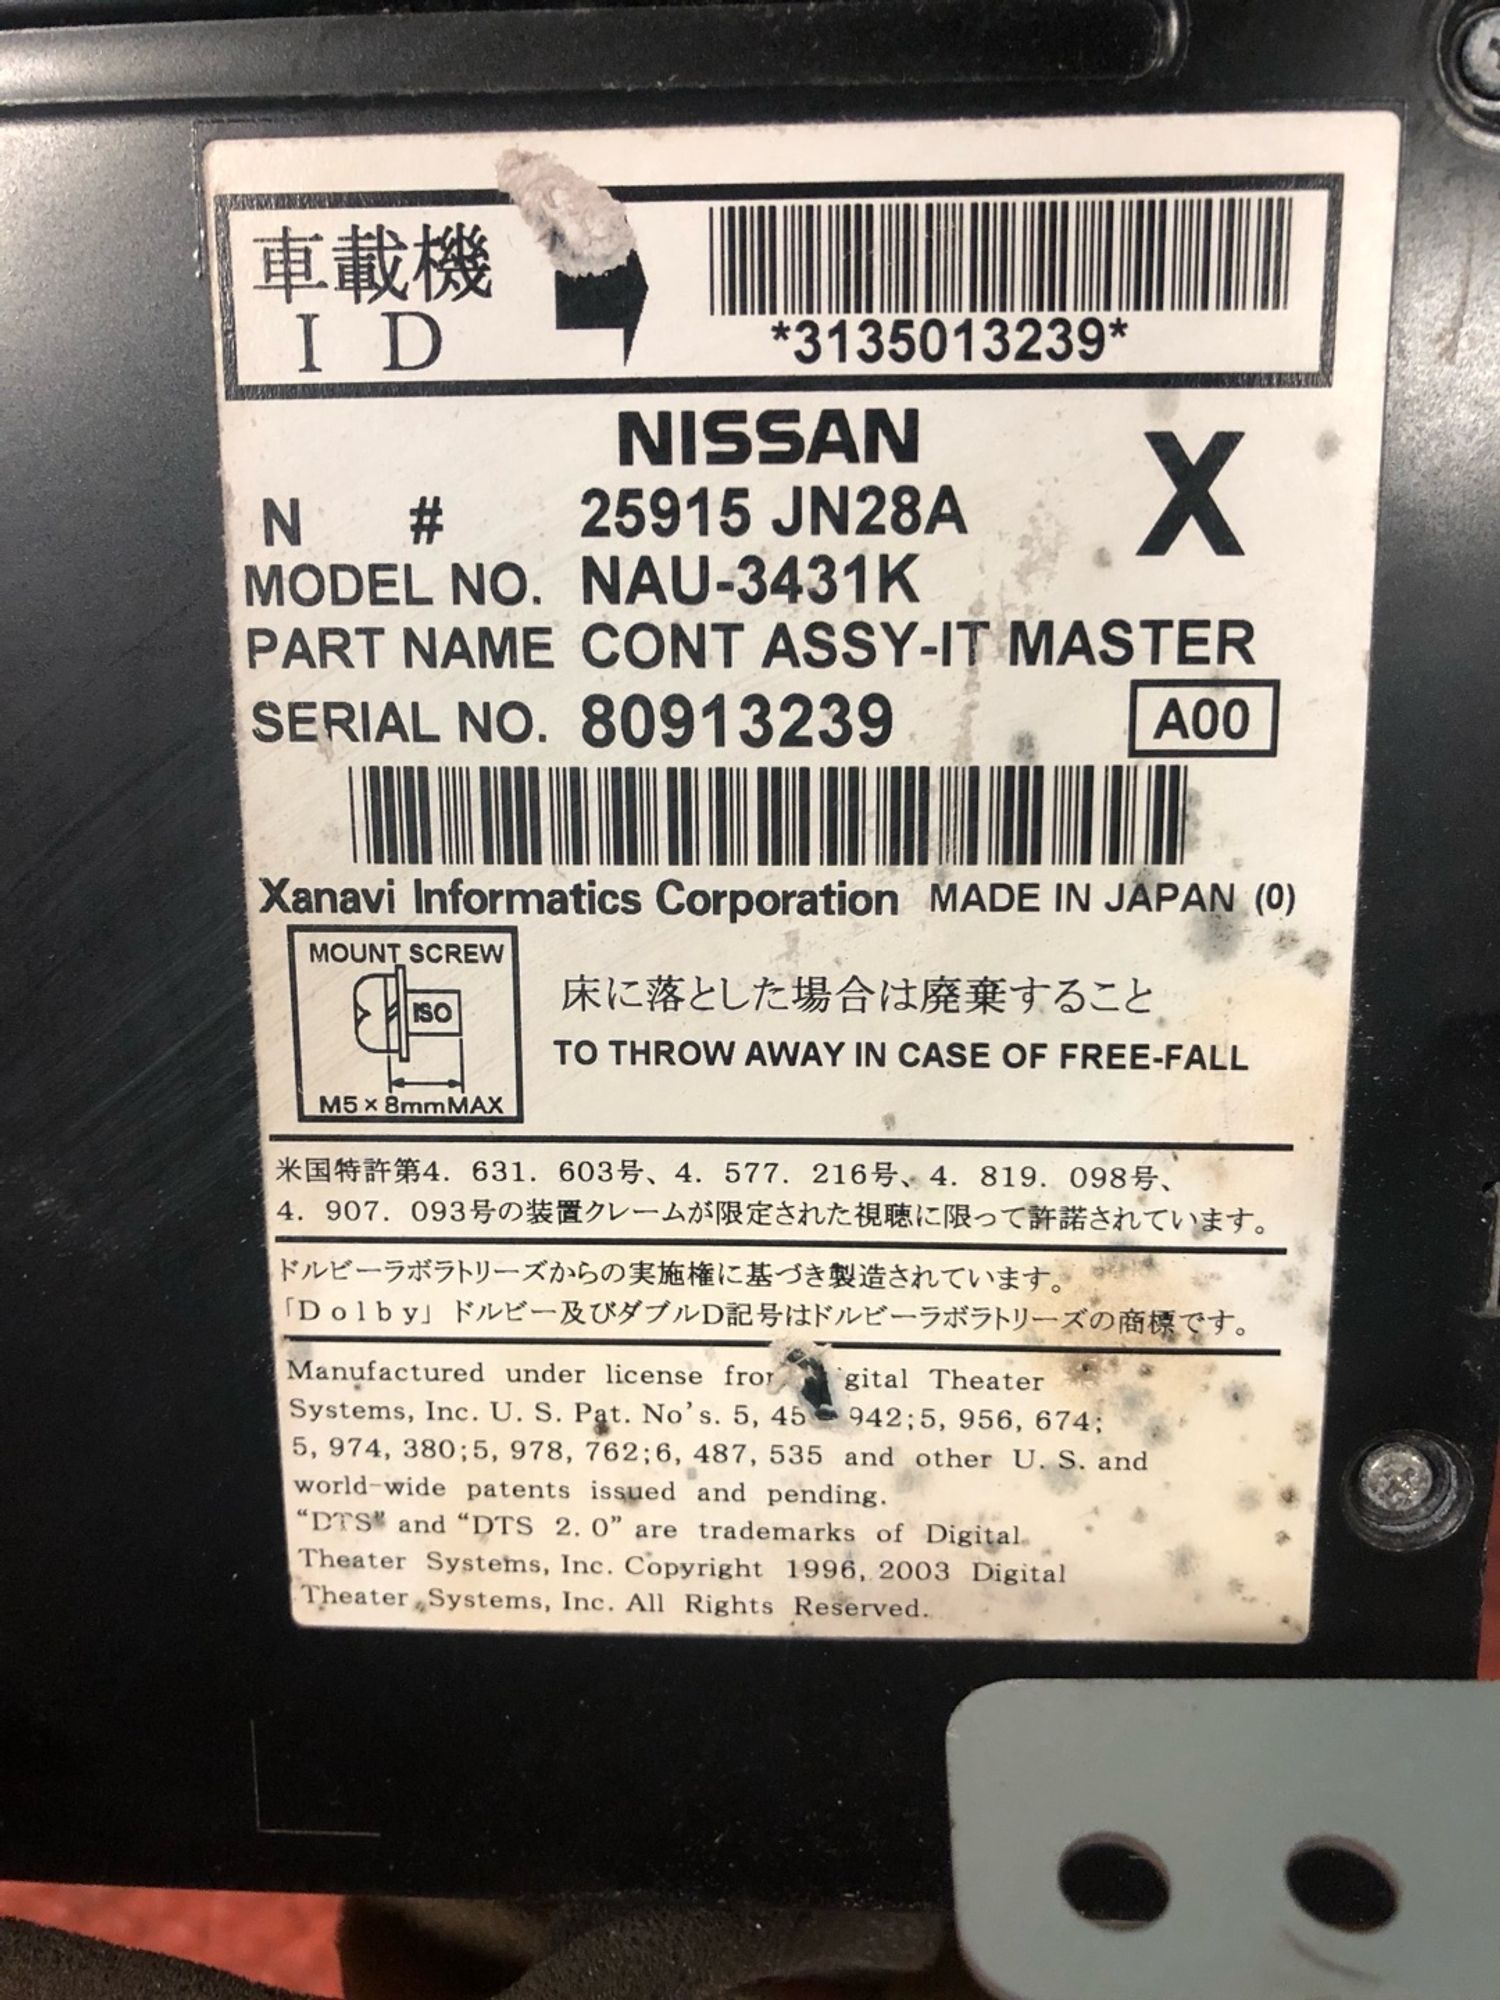 車載機
ID
*3135013239*
NISSAN
X
N # 25915 JN28A
MODEL NO. NAU-3431K
PART NAME CONT ASSY-IT MASTER
SERIAL NO. 80913239
A00
Xanavi Informatics Corporation MADE IN JAPAN (0)
MOUNT SCREW
ISO
M5×8mmMAX
床に落とした場合は廃棄すること
TO THROW AWAY IN CASE OF FREE-FALL
米国特許第4. 631. 603号、4. 577. 216号、4. 819. 098号、
4. 907. 093号の装置クレームが限定された視聴に限って許諾されています。
ドルビーラボラトリーズからの実施権に基づき製造されています。
「Dolby」ドルビー及びダブルD記号はドルビーラボラトリーズの商標です。
Manufactured under license Theater
Systems, Inc. U. S. Pat. No's. 5, 942;5, 956, 674;
5, 974, 380;5, 978, 762;6, 487, 535 and other U. S. and
world-wide patents issued and pending.
"DTS" and "DTS 2.0" are trademarks of Digital
Theater Systems, Inc. Copyright 1996, 2003 Digital
Theater Systems, Inc. All Rights Reserved.